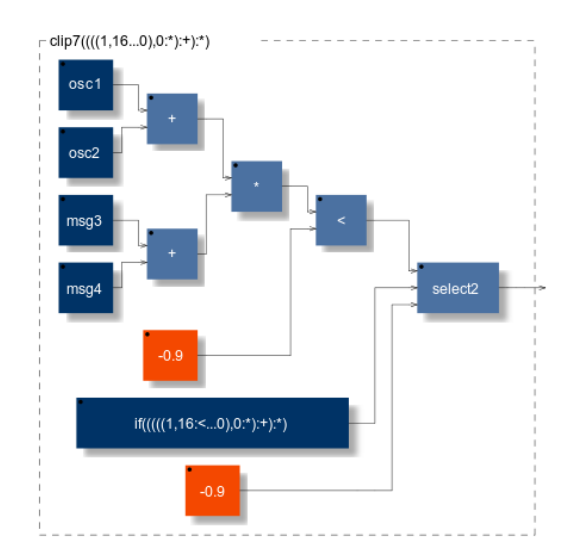 clip7((((1,16...0),0:*):+):*)
osc1
+
osc2
*
msg3
<
+
msg4
select2
-0.9
if(((((1,16:<...0),0:*):+):*)
-0.9